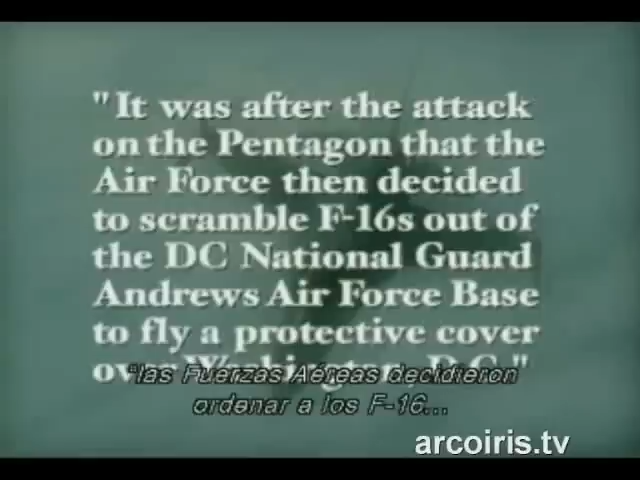 "It was after the attack
on the Pentagon that the
Air Force then decided
to scramble F-16s out of
the DC National Guard
Andrews Air Force Base
to fly a protective cover
over Washington, D.C."
"las Fuerzas Aéreas decidieron
ordenar a los F-16...
arcoiris.tv